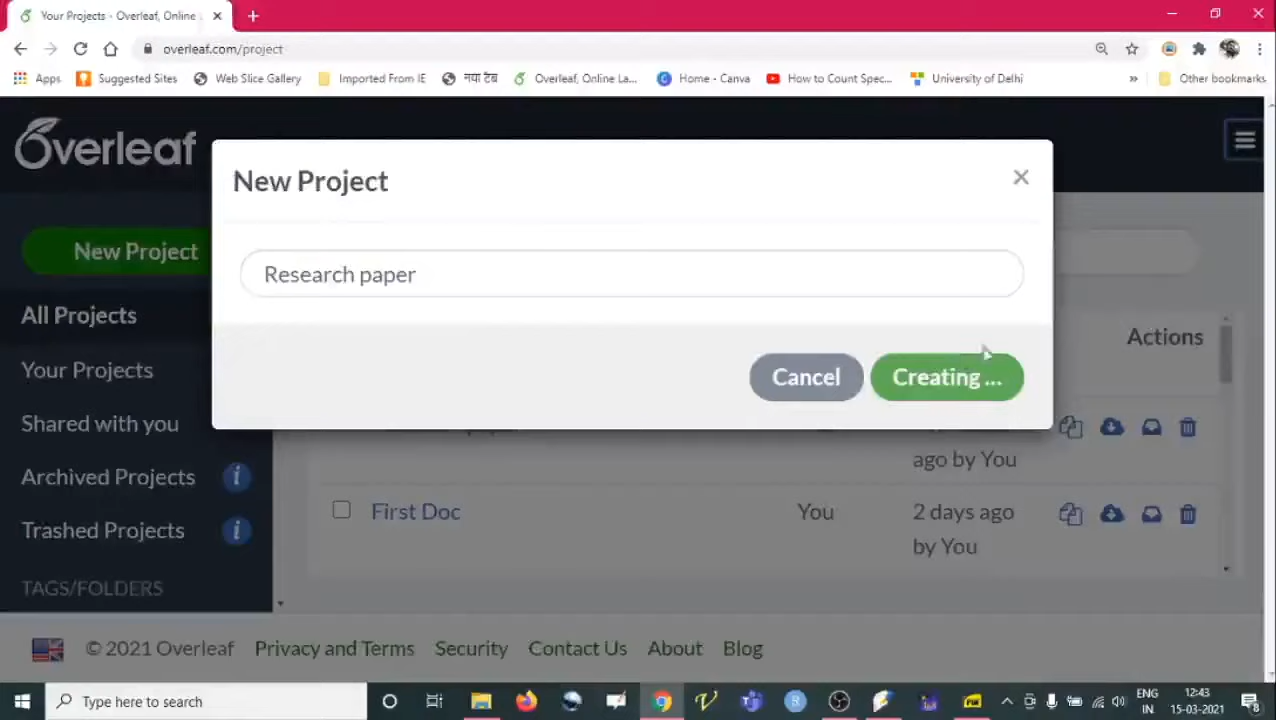 Your Projects - Overleaf, Online
overleaf.com/project
Apps Suggested Sites Web Slice Gallery Imported From IE नया टैब Overleaf, Online La... Home - Canva How to Count Spec... University of Delhi » Other bookmarks
Overleaf
New Project
Research paper
Cancel Creating ...
New Project
All Projects
Your Projects
Shared with you
Archived Projects
Trashed Projects
TAGS/FOLDERS
Actions
ago by You
First Doc You 2 days ago
by You
© 2021 Overleaf Privacy and Terms Security Contact Us About Blog
Type here to search
ENG
IN
12:43
15-03-2021
8